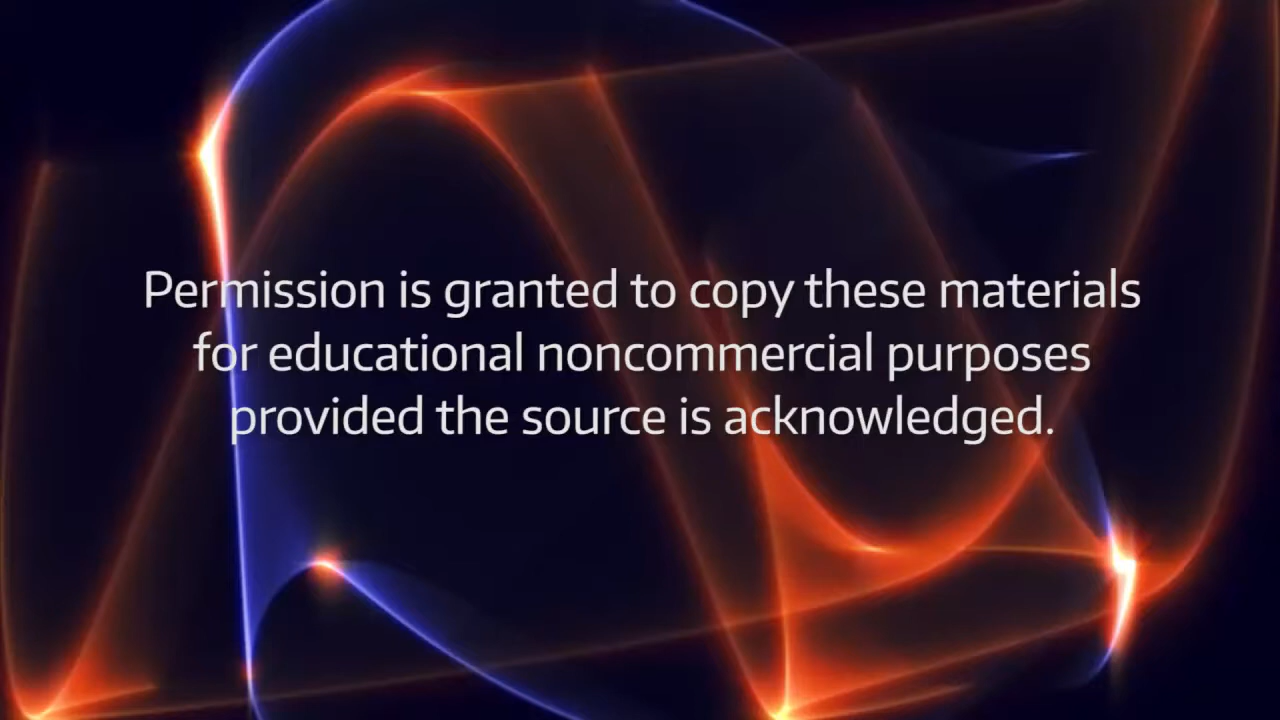 Permission is granted to copy these materials
for educational noncommercial purposes
provided the source is acknowledged.